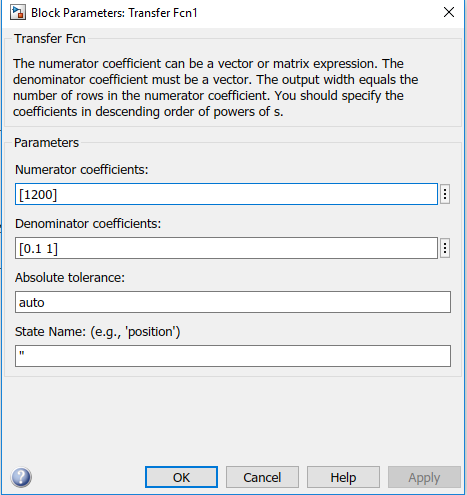 Block Parameters: Transfer Fcn1
Transfer Fcn
The numerator coefficient can be a vector or matrix expression. The
denominator coefficient must be a vector. The output width equals the
number of rows in the numerator coefficient. You should specify the
coefficients in descending order of powers of s.
Parameters
Numerator coefficients:
[1200]
Denominator coefficients:
[0.1 1]
Absolute tolerance:
auto
State Name: (e.g., 'position')
''
OK Cancel Help Apply